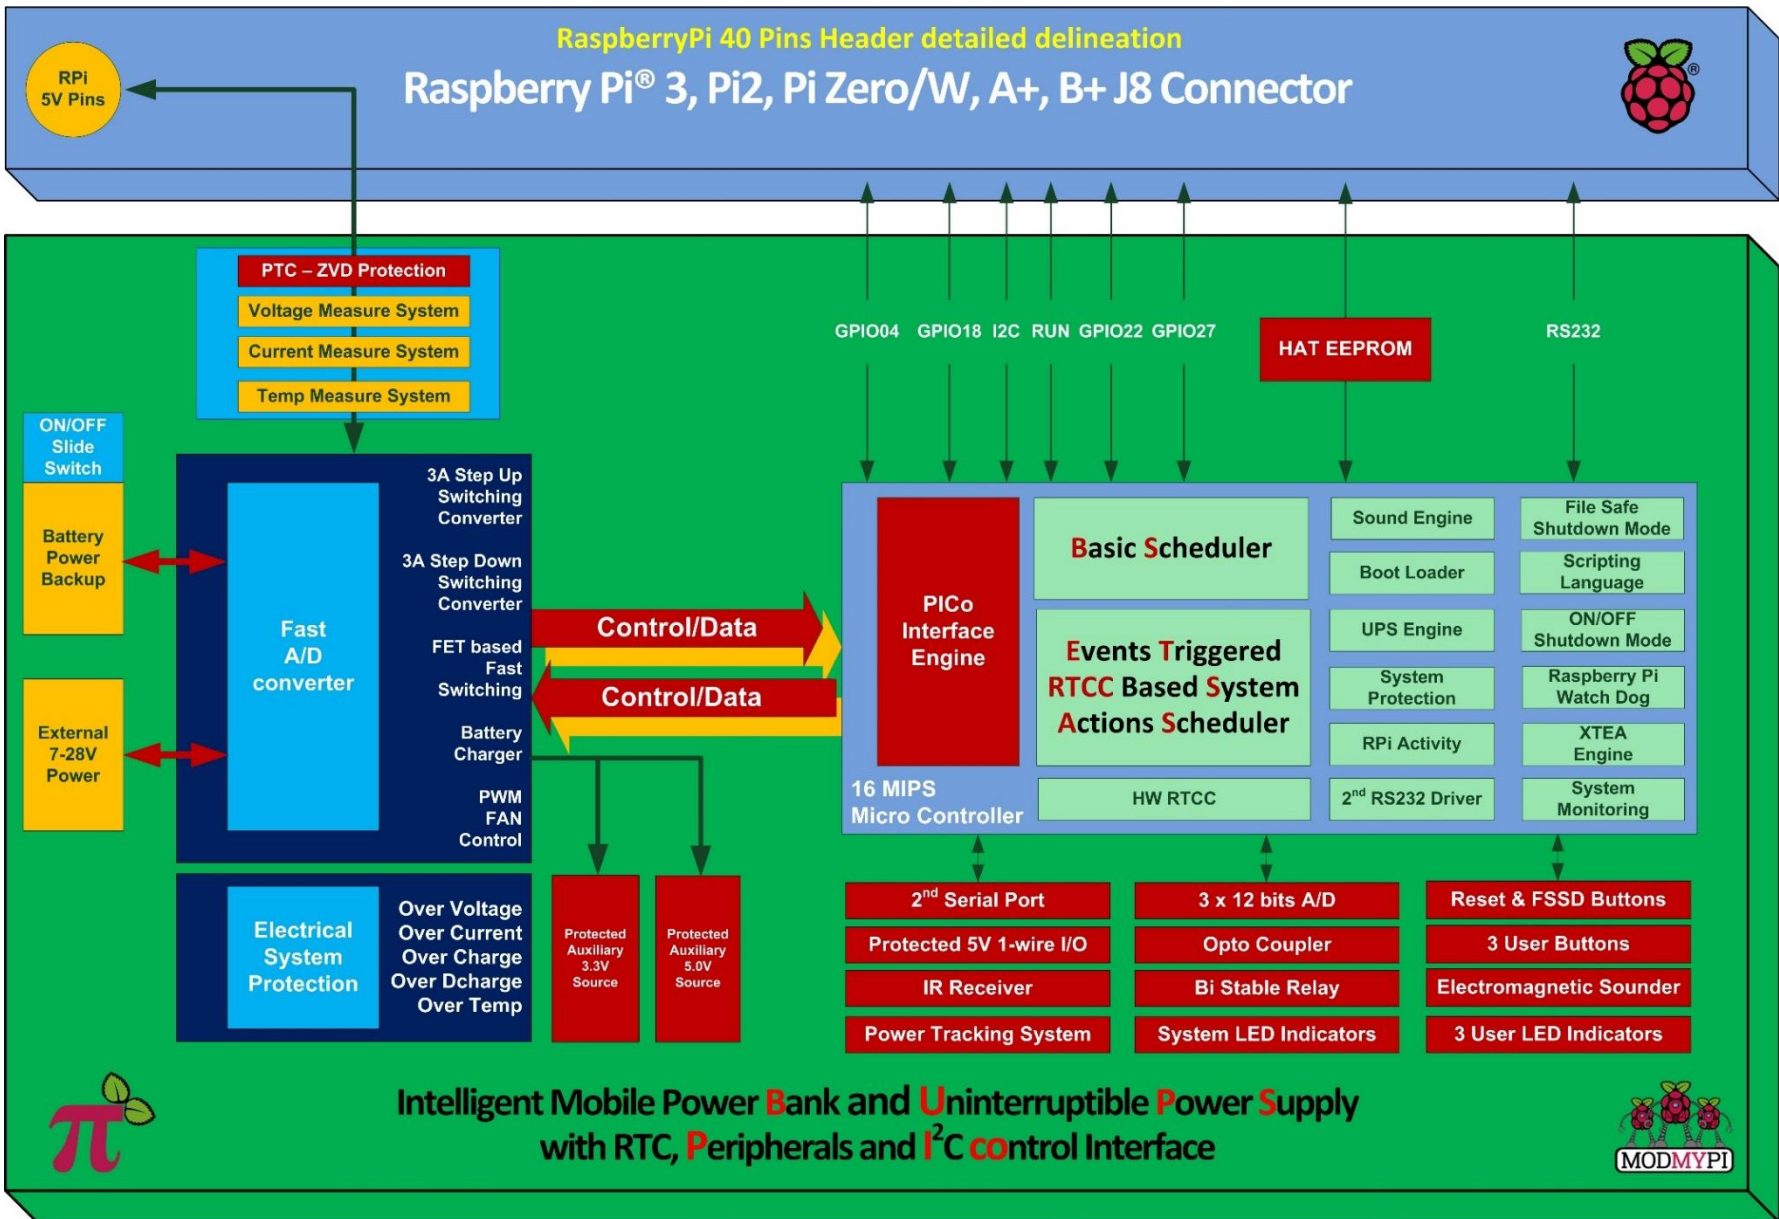 RaspberryPi 40 Pins Header detailed delineation
Raspberry Pi® 3, Pi2, Pi Zero/W, A+, B+ J8 Connector
RPi
5V Pins
®
PTC – ZVD Protection
Voltage Measure System
Current Measure System
Temp Measure System
GPIO04
GPIO18
I2C
RUN
GPIO22
GPIO27
HAT EEPROM
RS232
ON/OFF
Slide
Switch
Battery
Power
Backup
External
7-28V
Power
Fast
A/D
converter
3A Step Up
Switching
Converter
3A Step Down
Switching
Converter
FET based
Fast
Switching
Battery
Charger
PWM
FAN
Control
Control/Data
Control/Data
PICo
Interface
Engine
16 MIPS
Micro Controller
Basic Scheduler
Events Triggered
RTCC Based System
Actions Scheduler
HW RTCC
Sound Engine
Boot Loader
UPS Engine
System
Protection
RPi Activity
2nd RS232 Driver
File Safe
Shutdown Mode
Scripting
Language
ON/OFF
Shutdown Mode
Raspberry Pi
Watch Dog
XTEA
Engine
System
Monitoring
Electrical
System
Protection
Over Voltage
Over Current
Over Charge
Over Dcharge
Over Temp
Protected
Auxiliary
3.3V
Source
Protected
Auxiliary
5.0V
Source
2nd Serial Port
Protected 5V 1-wire I/O
IR Receiver
Power Tracking System
3 x 12 bits A/D
Opto Coupler
Bi Stable Relay
System LED Indicators
Reset & FSSD Buttons
3 User Buttons
Electromagnetic Sounder
3 User LED Indicators
π
Intelligent Mobile Power Bank and Uninterruptible Power Supply
with RTC, Peripherals and I²C control Interface
MODMYPI